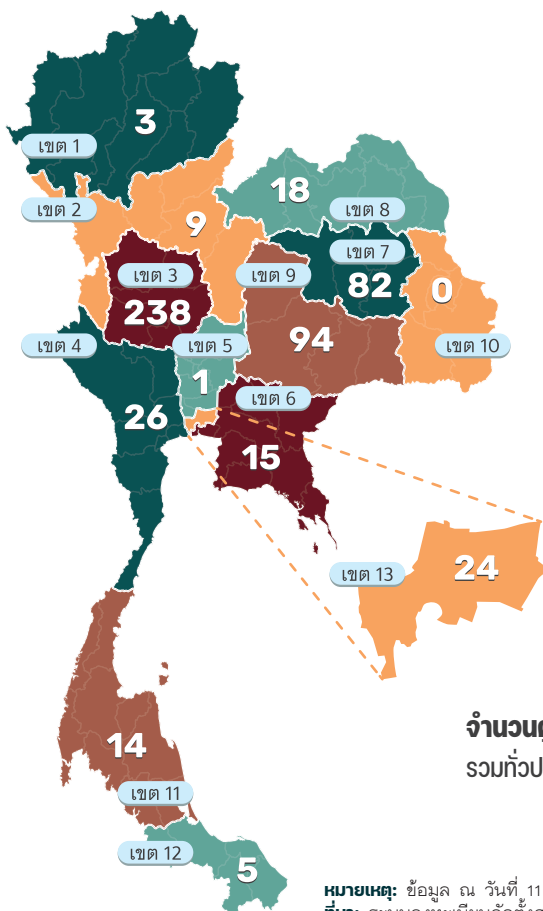 3
เขต 1
18
เขต 2
เขต 8
9
เขต 7
เขต 3
เขต 9
82
0
238
เขต 4
เขต 5
94
เขต 10
1
เขต 6
26
15
เขต 13
24
14
เขต 11
เขต 12
5
หมายเหตุ: ข้อมูล ณ วันที่ 11